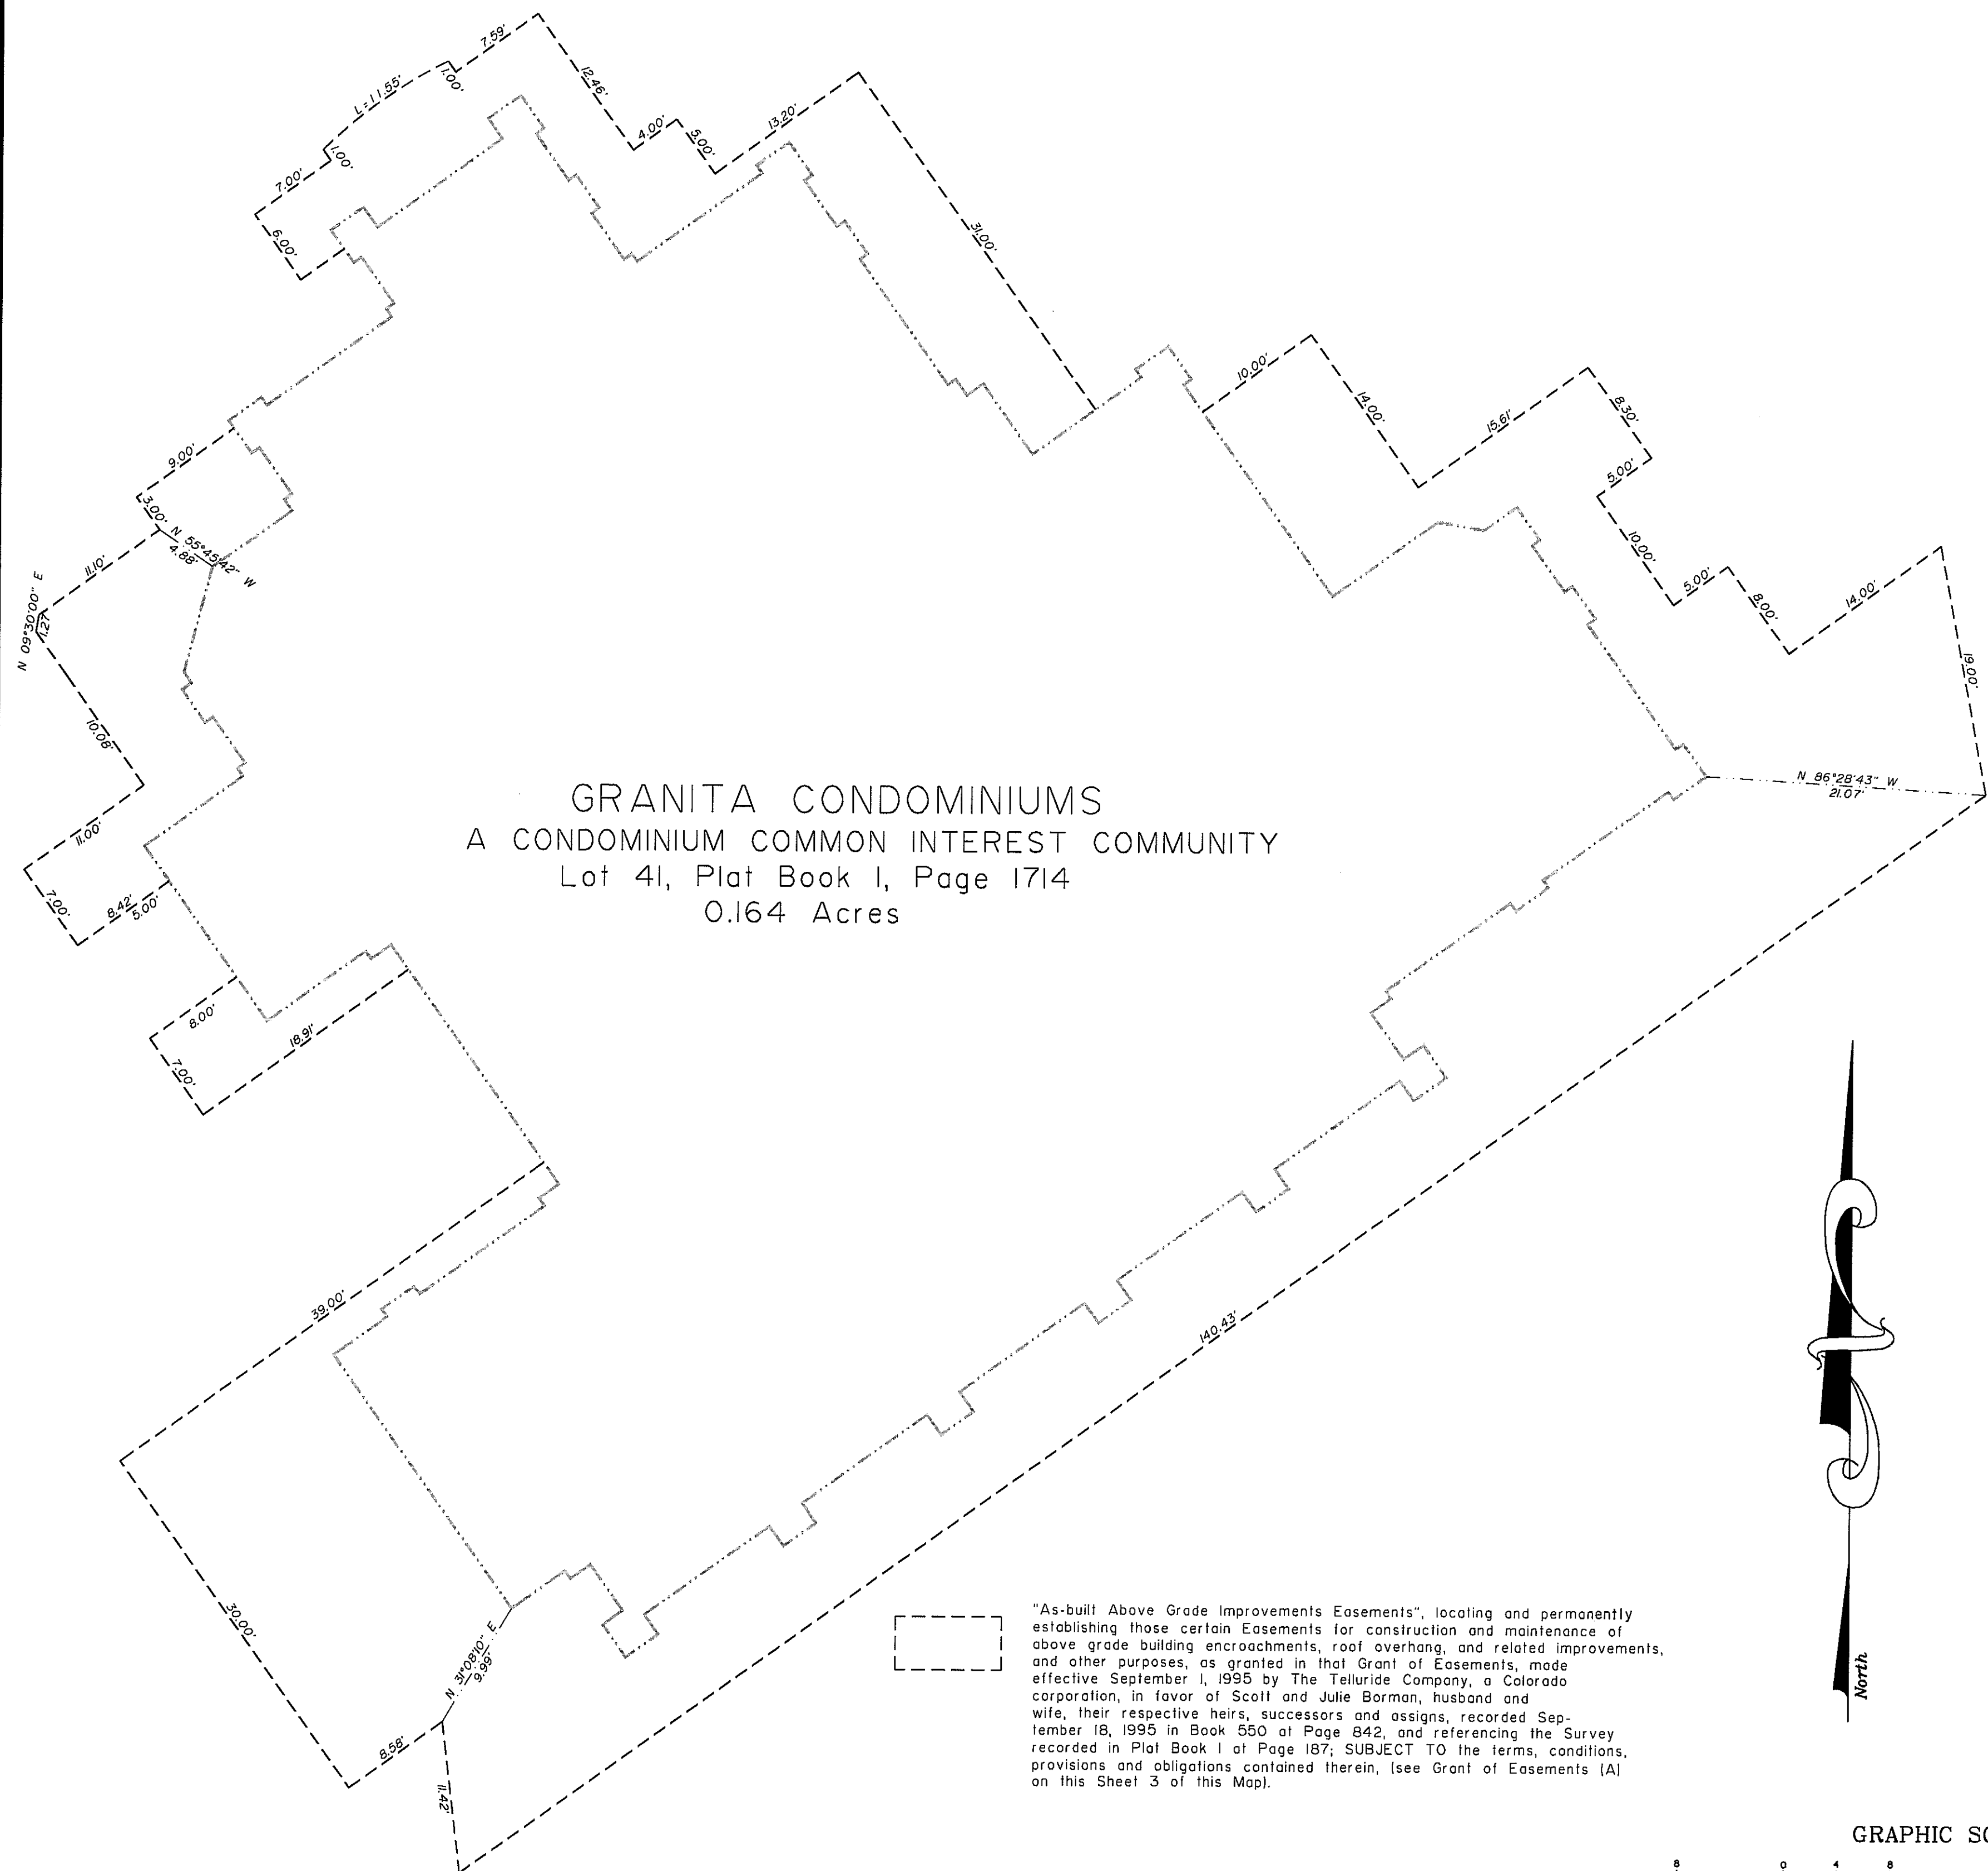 7.59'
L=11.55'
1.00'
12.46'
4.00'
5.00'
13.20'
1.00'
7.00'
6.00'
31.00'
10.00'
14.00'
15.61'
8.30'
5.00'
10.00'
5.00'
8.00'
14.00'
19.00'
9.00'
3.00'
N 55°45'42" W
4.88'
11.10'
N 09°30'00" E
1.27'
10.08'
N 86°28'43" W
21.07'
GRANITA CONDOMINIUMS
A CONDOMINIUM COMMON INTEREST COMMUNITY
Lot 41, Plat Book 1, Page 1714
0.164 Acres
11.00'
7.00'
8.42'
5.00'
8.00'
18.91'
7.00'
39.00'
140.43'
30.00'
N 31°08'10" E
9.99'
8.58'
11.42'
"As-built Above Grade Improvements Easements", locating and permanently
establishing those certain Easements for construction and maintenance of
above grade building encroachments, roof overhang, and related improvements,
and other purposes, as granted in that Grant of Easements, made
effective September 1, 1995 by The Telluride Company, a Colorado
corporation, in favor of Scott and Julie Borman, husband and
wife, their respective heirs, successors and assigns, recorded Sep-
tember 18, 1995 in Book 550 at Page 842, and referencing the Survey
recorded in Plat Book 1 at Page 187; SUBJECT TO the terms, conditions,
provisions and obligations contained therein, (see Grant of Easements (A)
on this Sheet 3 of this Map).
North
GRAPHIC SC
8 0 4 8